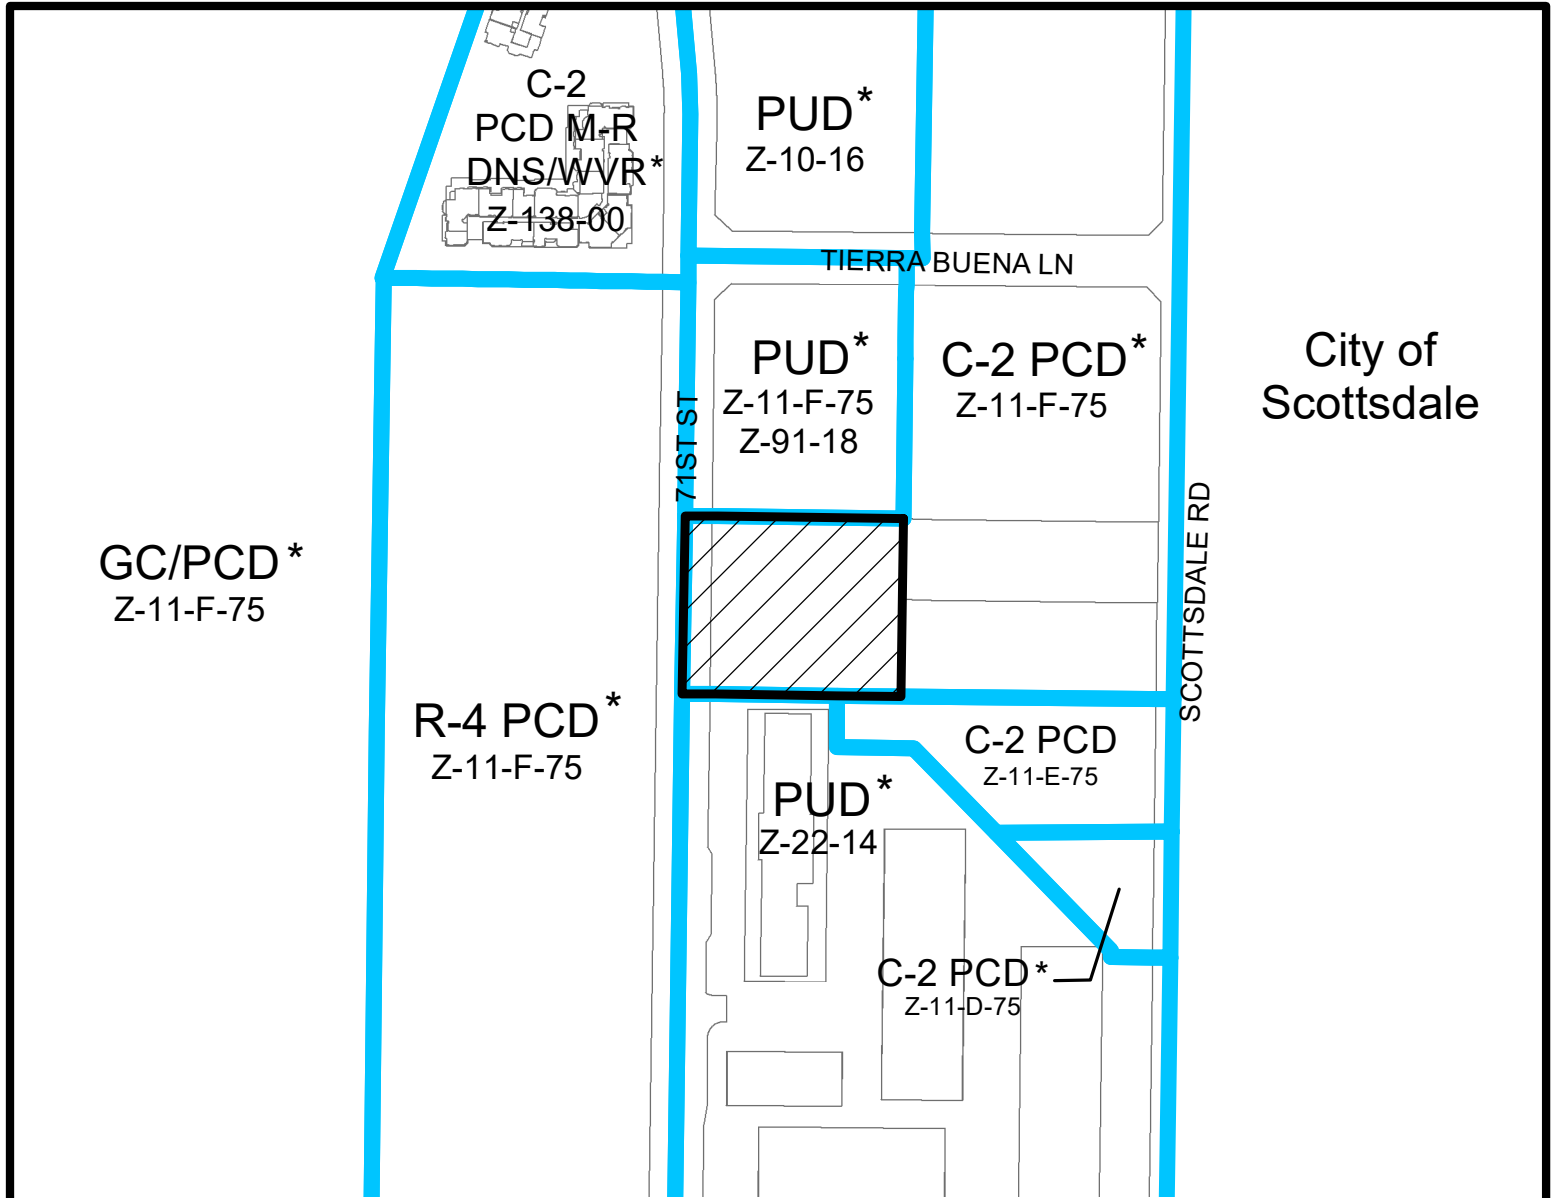 C-2
PCD M-R
DNS/WVR*
Z-138-00
PUD*
Z-10-16
TIERRA BUENA LN
PUD*
Z-11-F-75
Z-91-18
C-2 PCD*
Z-11-F-75
City of
Scottsdale
71ST ST
SCOTTSDALE RD
GC/PCD*
Z-11-F-75
R-4 PCD*
Z-11-F-75
C-2 PCD
Z-11-E-75
PUD*
Z-22-14
C-2 PCD*
Z-11-D-75